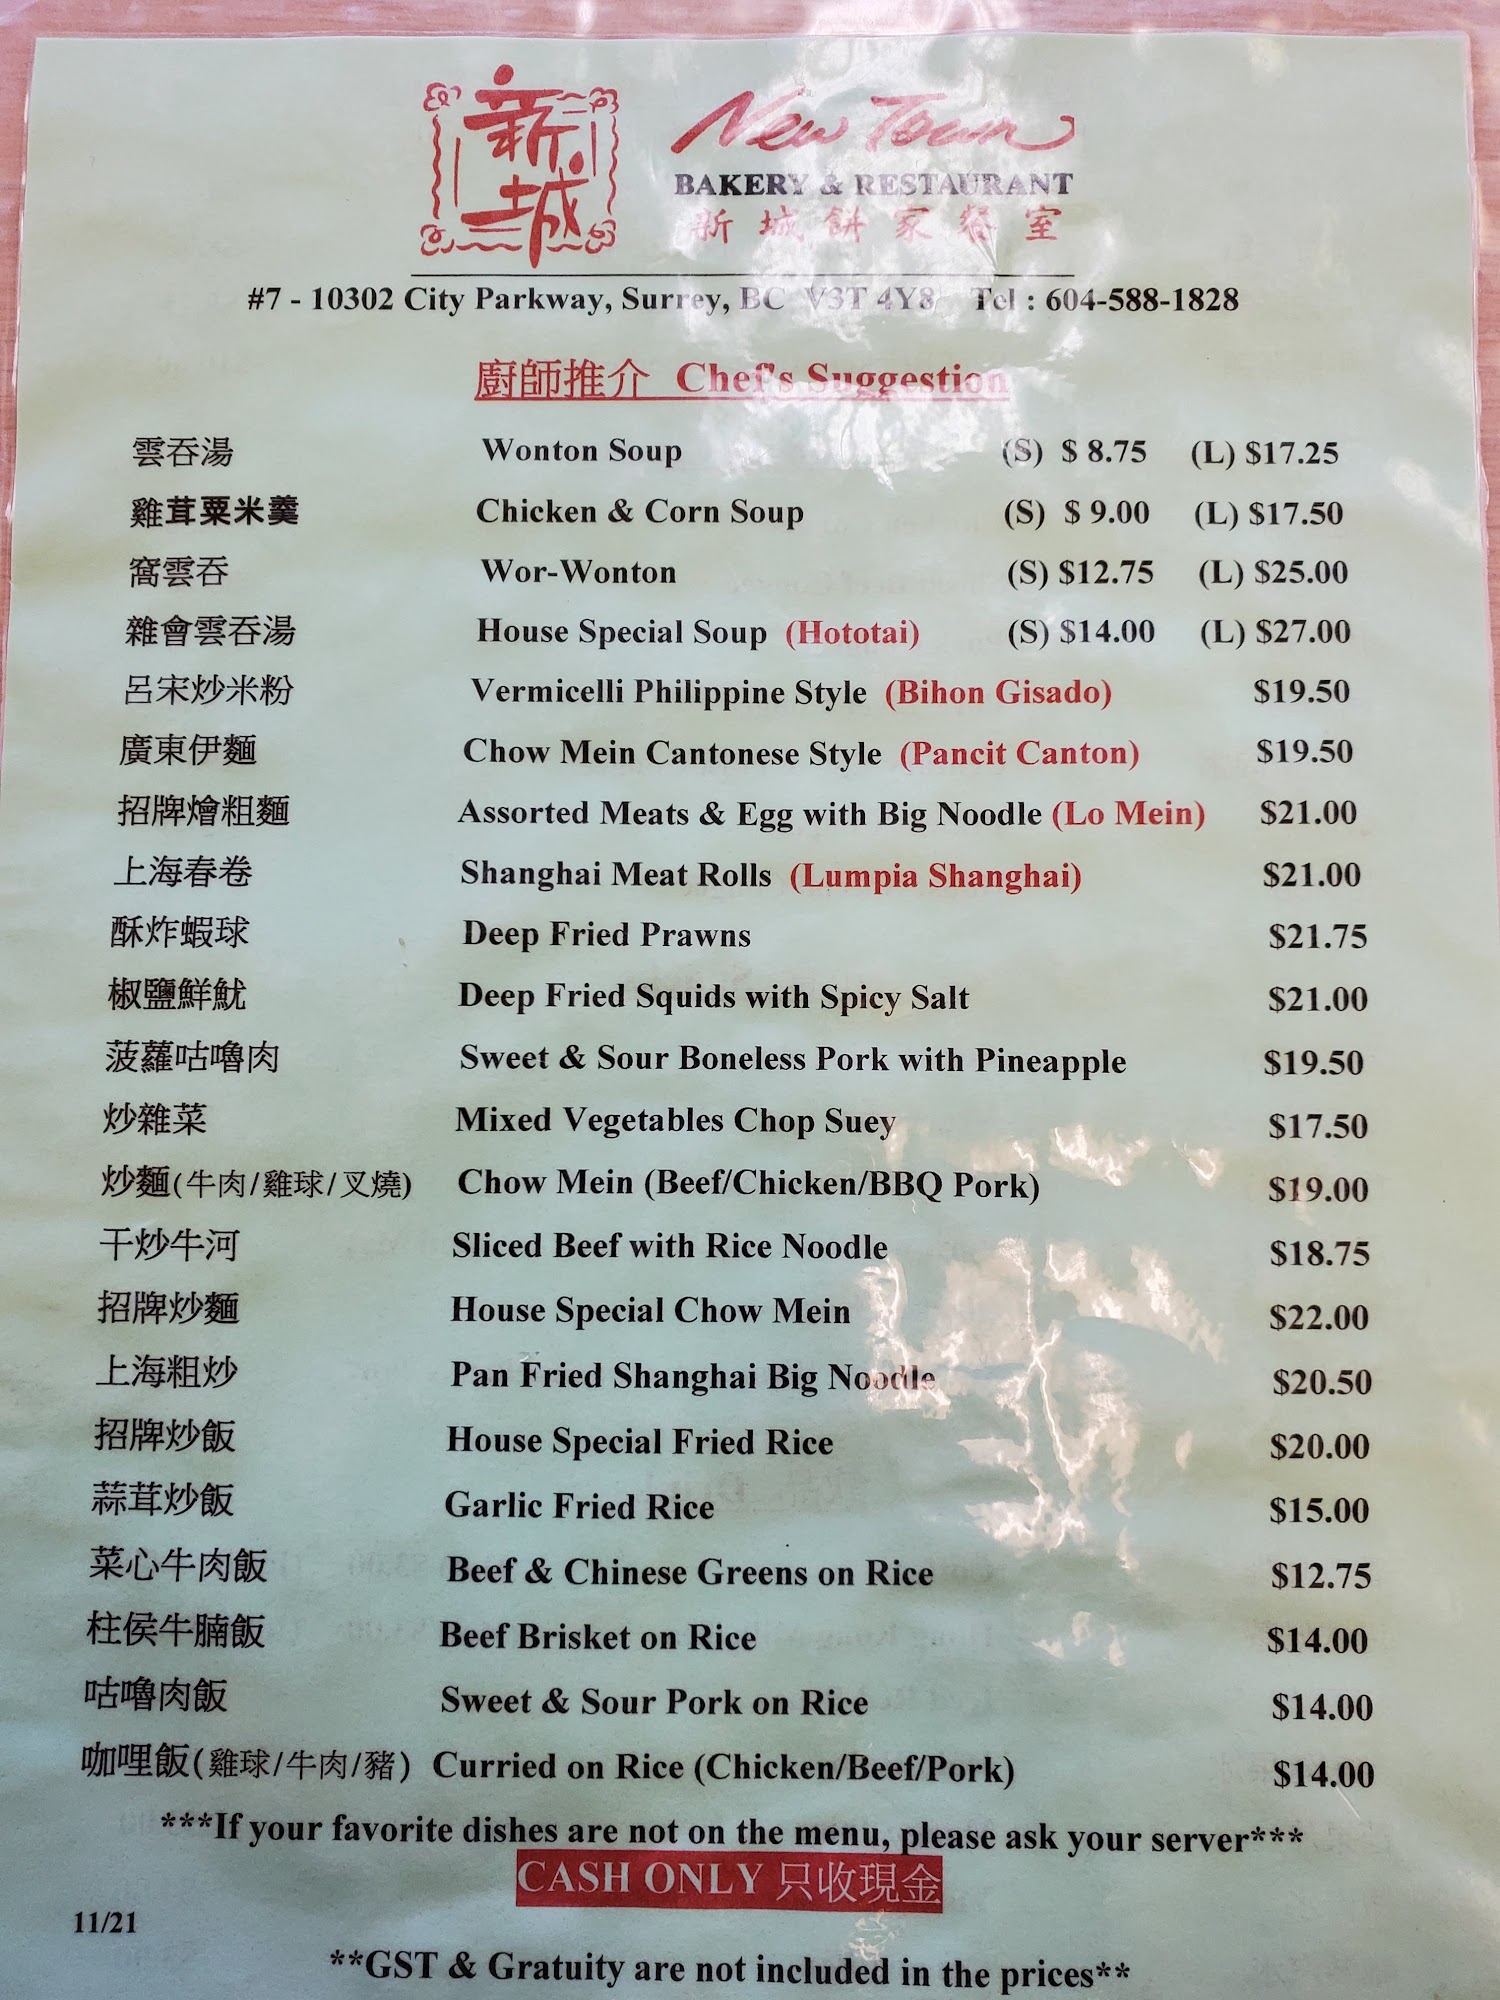 新城
New Town
BAKERY & RESTAURANT
新城餅家餐室
#7 - 10302 City Parkway, Surrey, BC V3T 4Y8 Tel : 604-588-1828
廚師推介 Chef's Suggestion
雲吞湯 Wonton Soup (S) $ 8.75 (L) $17.25
雞茸粟米羹 Chicken & Corn Soup (S) $ 9.00 (L) $17.50
窩雲吞 Wor-Wonton (S) $12.75 (L) $25.00
雜會雲吞湯 House Special Soup (Hototai) (S) $14.00 (L) $27.00
呂宋炒米粉 Vermicelli Philippine Style (Bihon Gisado) $19.50
廣東伊麵 Chow Mein Cantonese Style (Pancit Canton) $19.50
招牌燴粗麵 Assorted Meats & Egg with Big Noodle (Lo Mein) $21.00
上海春卷 Shanghai Meat Rolls (Lumpia Shanghai) $21.00
酥炸蝦球 Deep Fried Prawns $21.75
椒鹽鮮魷 Deep Fried Squids with Spicy Salt $21.00
菠蘿咕嚕肉 Sweet & Sour Boneless Pork with Pineapple $19.50
炒雜菜 Mixed Vegetables Chop Suey $17.50
炒麵(牛肉/雞球/叉燒) Chow Mein (Beef/Chicken/BBQ Pork) $19.00
干炒牛河 Sliced Beef with Rice Noodle $18.75
招牌炒麵 House Special Chow Mein $22.00
上海粗炒 Pan Fried Shanghai Big Noodle $20.50
招牌炒飯 House Special Fried Rice $20.00
蒜茸炒飯 Garlic Fried Rice $15.00
菜心牛肉飯 Beef & Chinese Greens on Rice $12.75
柱侯牛腩飯 Beef Brisket on Rice $14.00
咕嚕肉飯 Sweet & Sour Pork on Rice $14.00
咖哩飯(雞球/牛肉/豬) Curried on Rice (Chicken/Beef/Pork) $14.00
***If your favorite dishes are not on the menu, please ask your server***
CASH ONLY 只收現金
11/21
**GST & Gratuity are not included in the prices**